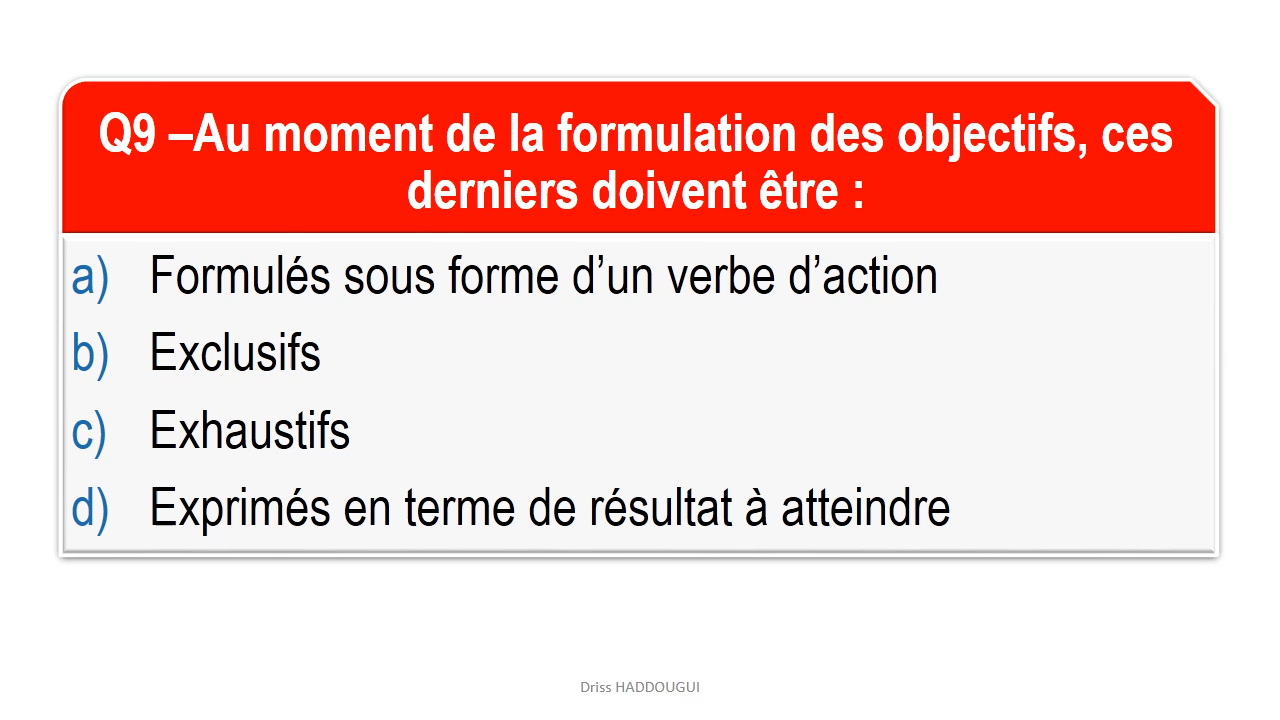 Q9 –Au moment de la formulation des objectifs, ces
derniers doivent être :
a) Formulés sous forme d’un verbe d’action
b) Exclusifs
c) Exhaustifs
d) Exprimés en terme de résultat à atteindre
Driss HADDOUGUI